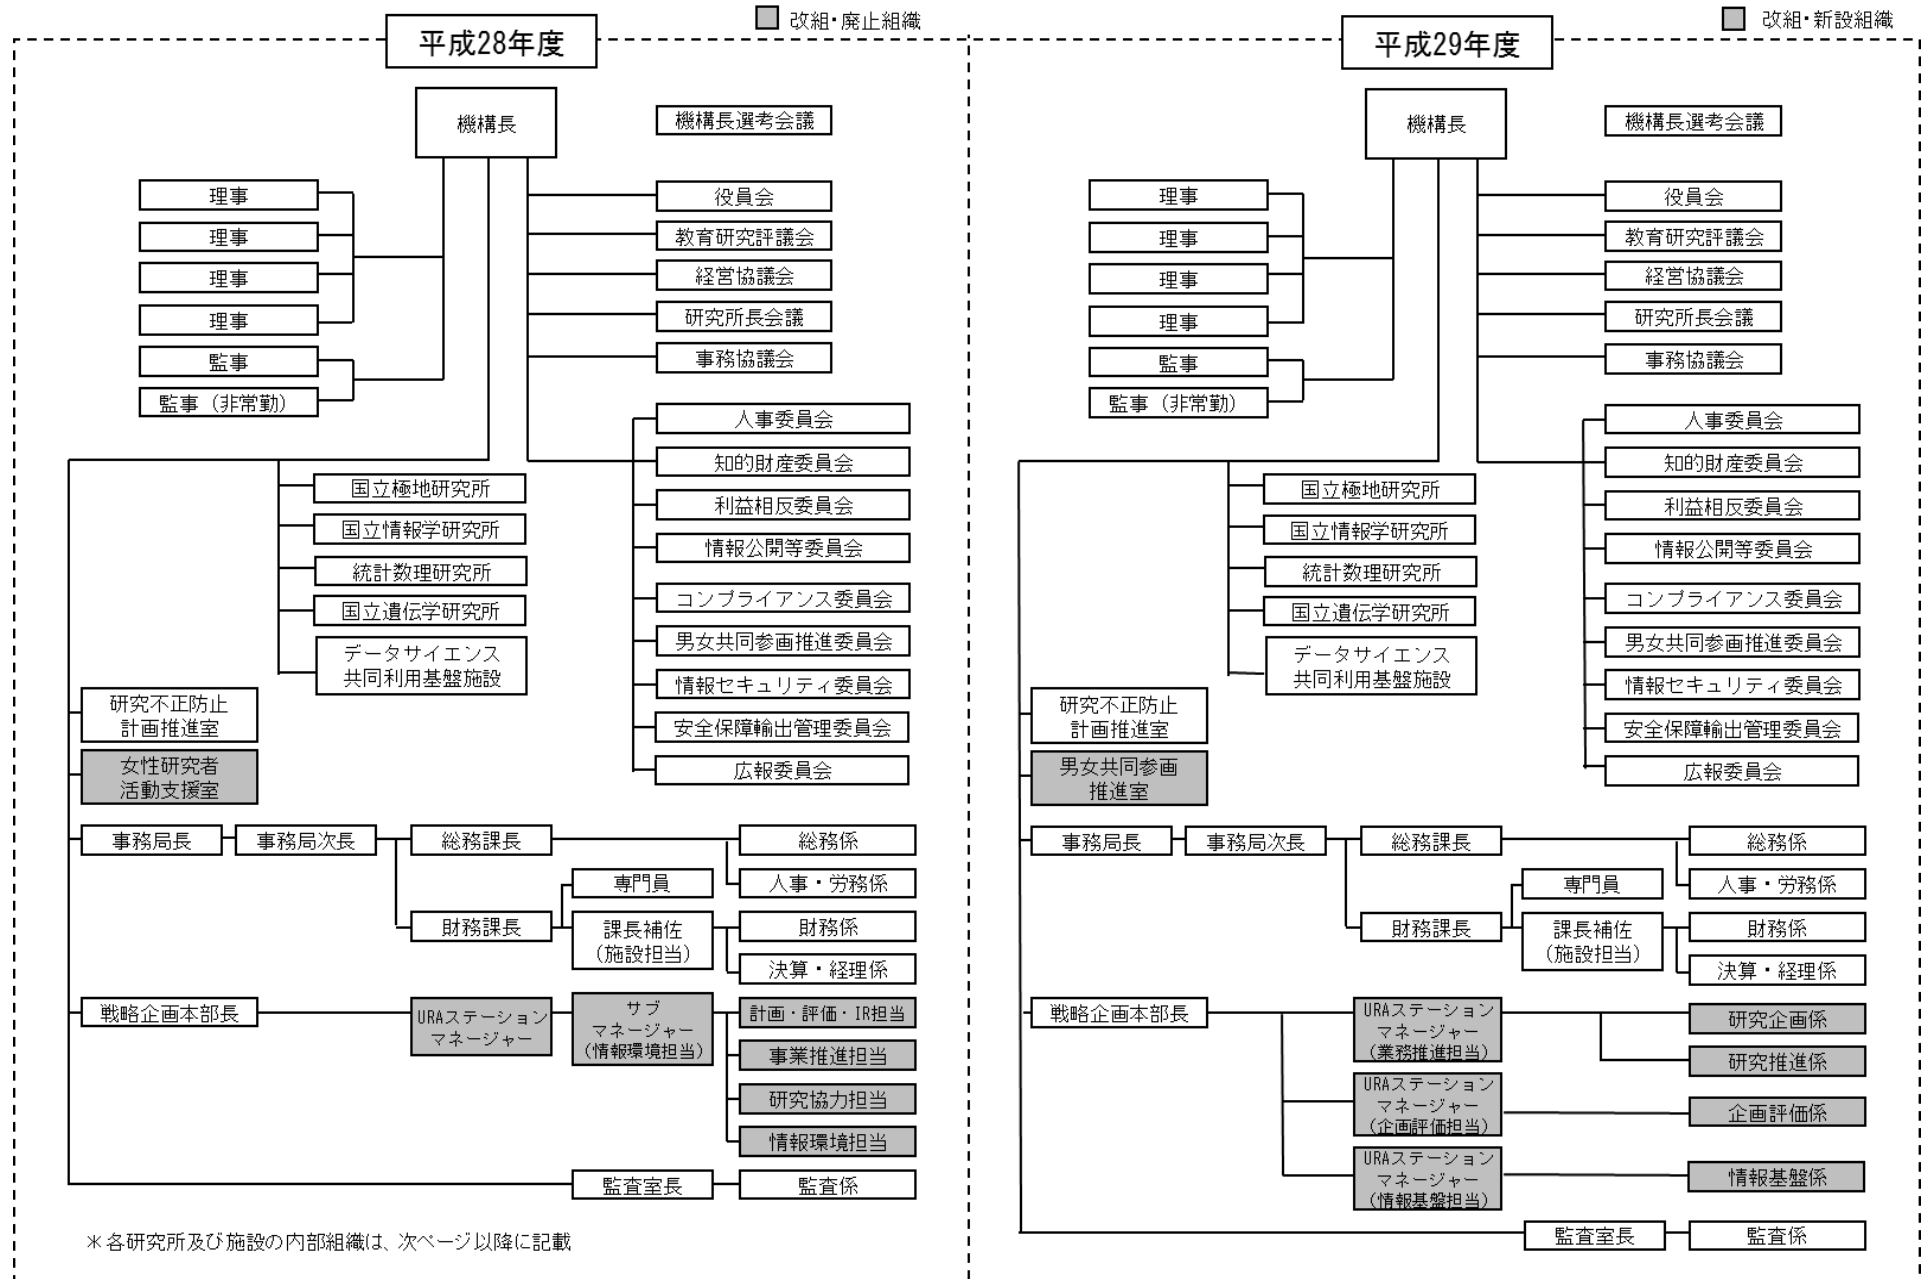 改組・廃止組織
平成28年度
機構長
機構長選考会議
理事
理事
理事
理事
監事
監事（非常勤）
役員会
教育研究評議会
経営協議会
研究所長会議
事務協議会
人事委員会
知的財産委員会
利益相反委員会
情報公開等委員会
コンプライアンス委員会
男女共同参画推進委員会
情報セキュリティ委員会
安全保障輸出管理委員会
広報委員会
国立極地研究所
国立情報学研究所
統計数理研究所
国立遺伝学研究所
データサイエンス
共同利用基盤施設
研究不正防止
計画推進室
女性研究者
活動支援室
事務局長
事務局次長
総務課長
総務係
人事・労務係
財務課長
専門員
課長補佐
(施設担当)
財務係
決算・経理係
戦略企画本部長
URAステーション
マネージャー
サブ
マネージャー
(情報環境担当)
計画・評価・IR担当
事業推進担当
研究協力担当
情報環境担当
監査室長
監査係
＊各研究所及び施設の内部組織は、次ページ以降に記載
改組・新設組織
平成29年度
機構長
機構長選考会議
理事
理事
理事
理事
監事
監事（非常勤）
役員会
教育研究評議会
経営協議会
研究所長会議
事務協議会
人事委員会
知的財産委員会
利益相反委員会
情報公開等委員会
コンプライアンス委員会
男女共同参画推進委員会
情報セキュリティ委員会
安全保障輸出管理委員会
広報委員会
国立極地研究所
国立情報学研究所
統計数理研究所
国立遺伝学研究所
データサイエンス
共同利用基盤施設
研究不正防止
計画推進室
男女共同参画
推進室
事務局長
事務局次長
総務課長
総務係
人事・労務係
財務課長
専門員
課長補佐
(施設担当)
財務係
決算・経理係
戦略企画本部長
URAステーション
マネージャー
(業務推進担当)
研究企画係
研究推進係
URAステーション
マネージャー
(企画評価担当)
企画評価係
URAステーション
マネージャー
(情報基盤担当)
情報基盤係
監査室長
監査係